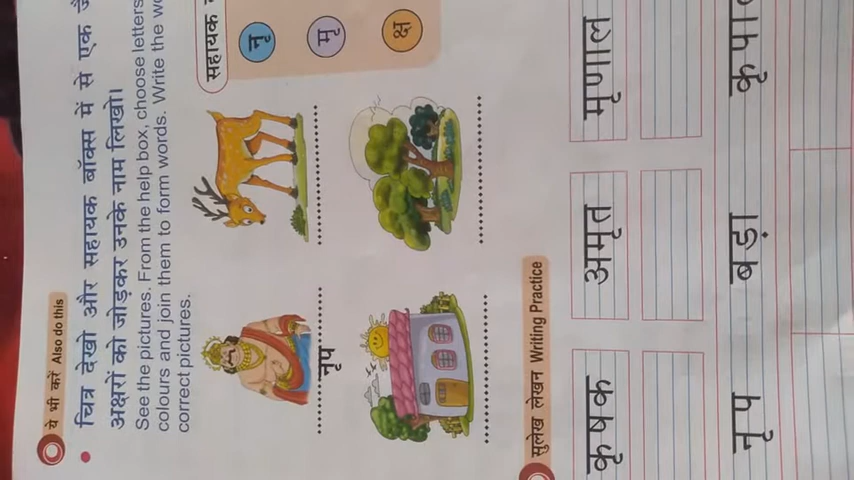 ये भी करें Also do this
चित्र देखो और सहायक बॉक्स में से एक
अक्षरों को जोड़कर उनके नाम लिखो।
See the pictures. From the help box, choose letters
colours and join them to form words. Write the
correct pictures.
सहायक
नृ
मृ
क्ष
नृप
सुलेख लेखन Writing Practice
कृषक अमृत मृणाल
नृप बड़ा